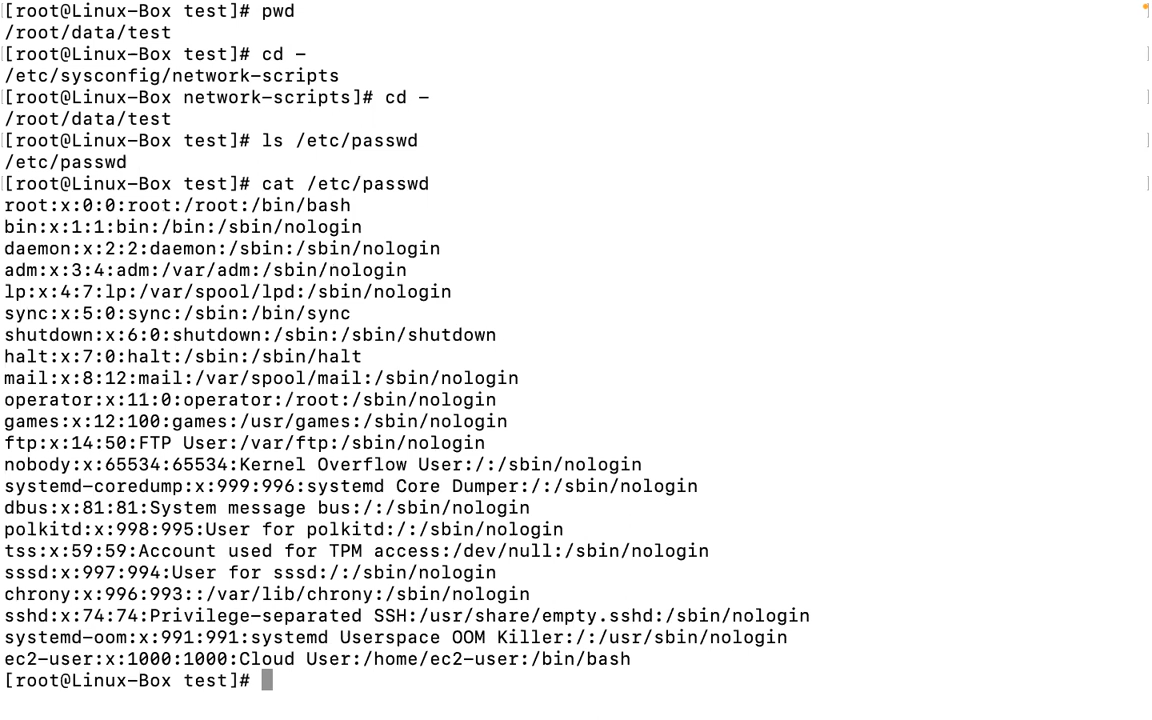 [root@Linux-Box test]# pwd
/root/data/test
[root@Linux-Box test]# cd -
/etc/sysconfig/network-scripts
[root@Linux-Box network-scripts]# cd -
/root/data/test
[root@Linux-Box test]# ls /etc/passwd
/etc/passwd
[root@Linux-Box test]# cat /etc/passwd
root:x:0:0:root:/root:/bin/bash
bin:x:1:1:bin:/bin:/sbin/nologin
daemon:x:2:2:daemon:/sbin:/sbin/nologin
adm:x:3:4:adm:/var/adm:/sbin/nologin
lp:x:4:7:lp:/var/spool/lpd:/sbin/nologin
sync:x:5:0:sync:/sbin:/bin/sync
shutdown:x:6:0:shutdown:/sbin:/sbin/shutdown
halt:x:7:0:halt:/sbin:/sbin/halt
mail:x:8:12:mail:/var/spool/mail:/sbin/nologin
operator:x:11:0:operator:/root:/sbin/nologin
games:x:12:100:games:/usr/games:/sbin/nologin
ftp:x:14:50:FTP User:/var/ftp:/sbin/nologin
nobody:x:65534:65534:Kernel Overflow User:/:/sbin/nologin
systemd-coredump:x:999:996:systemd Core Dumper:/:/sbin/nologin
dbus:x:81:81:System message bus:/:/sbin/nologin
polkitd:x:998:995:User for polkitd:/:/sbin/nologin
tss:x:59:59:Account used for TPM access:/dev/null:/sbin/nologin
sssd:x:997:994:User for sssd:/:/sbin/nologin
chrony:x:996:993::/var/lib/chrony:/sbin/nologin
sshd:x:74:74:Privilege-separated SSH:/usr/share/empty.sshd:/sbin/nologin
systemd-oom:x:991:991:systemd Userspace OOM Killer:/:/usr/sbin/nologin
ec2-user:x:1000:1000:Cloud User:/home/ec2-user:/bin/bash
[root@Linux-Box test]#